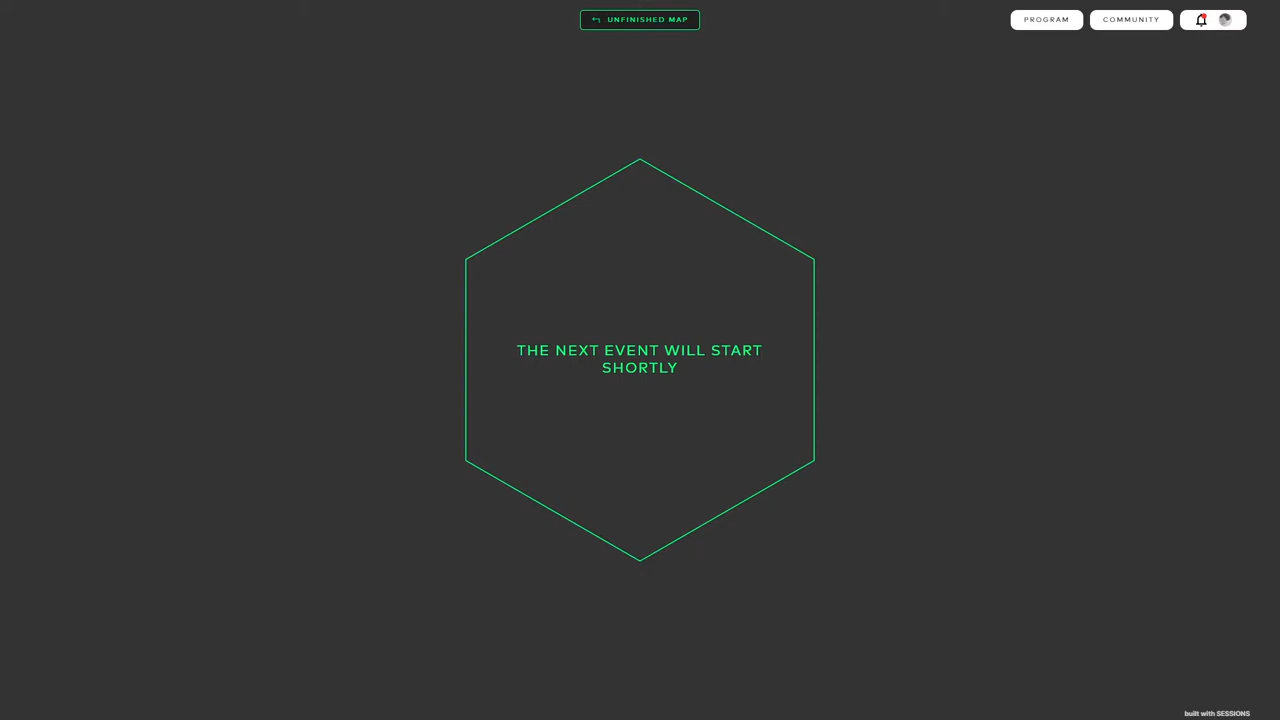 UNFINISHED MAP
PROGRAM
COMMUNITY
THE NEXT EVENT WILL START
SHORTLY
built with SESSIONS